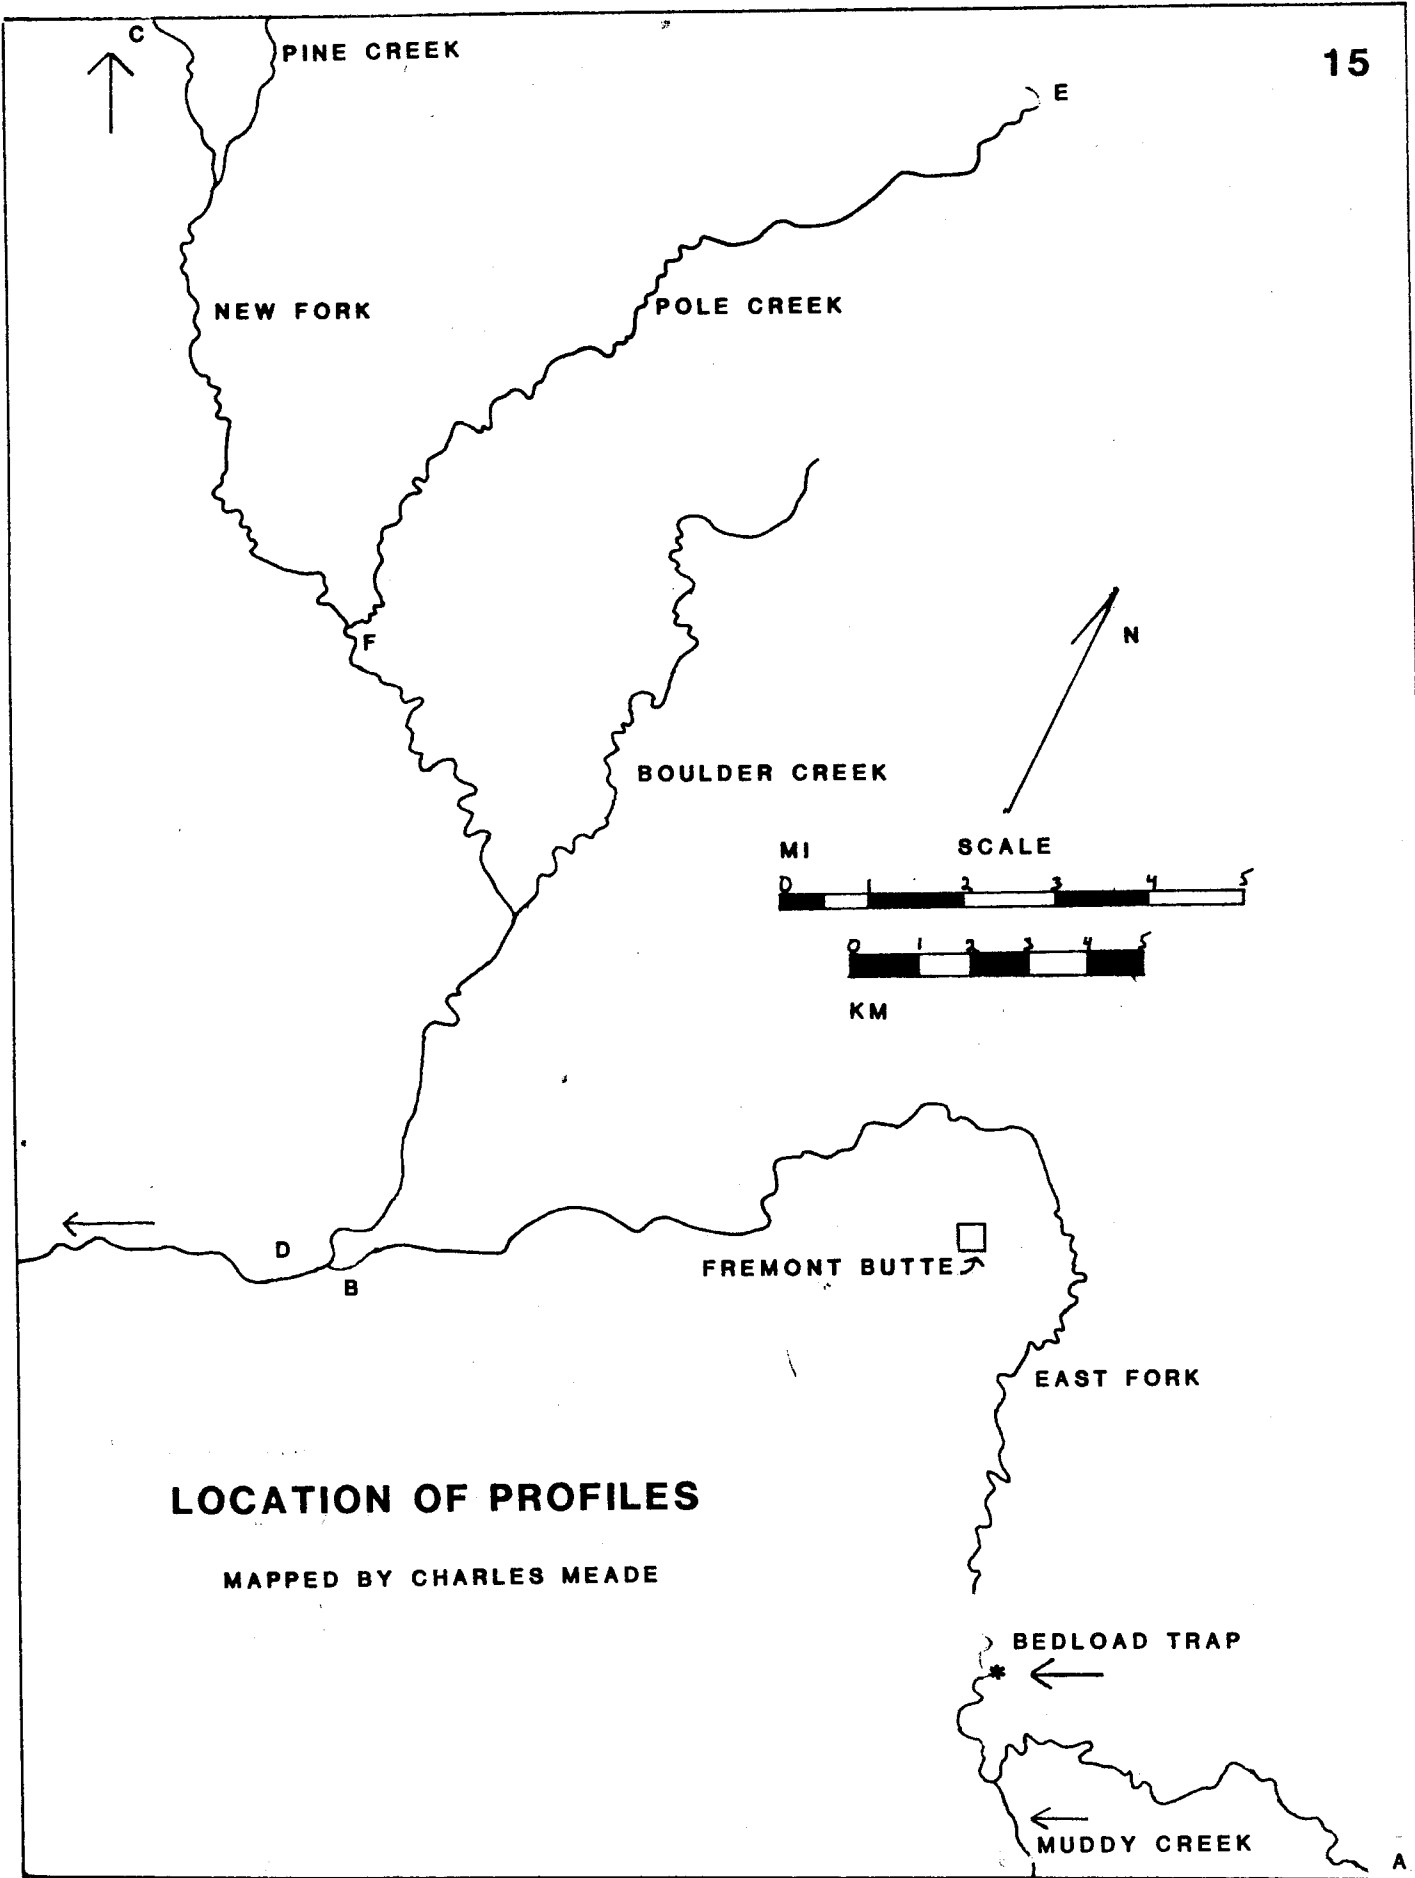 C
PINE CREEK
15
E
NEW FORK
POLE CREEK
F
N
BOULDER CREEK
MI SCALE
0 1 2 3 4 5
0 1 2 3 4 5
KM
D
B
FREMONT BUTTE
EAST FORK
LOCATION OF PROFILES
MAPPED BY CHARLES MEADE
BEDLOAD TRAP
*
MUDDY CREEK
A